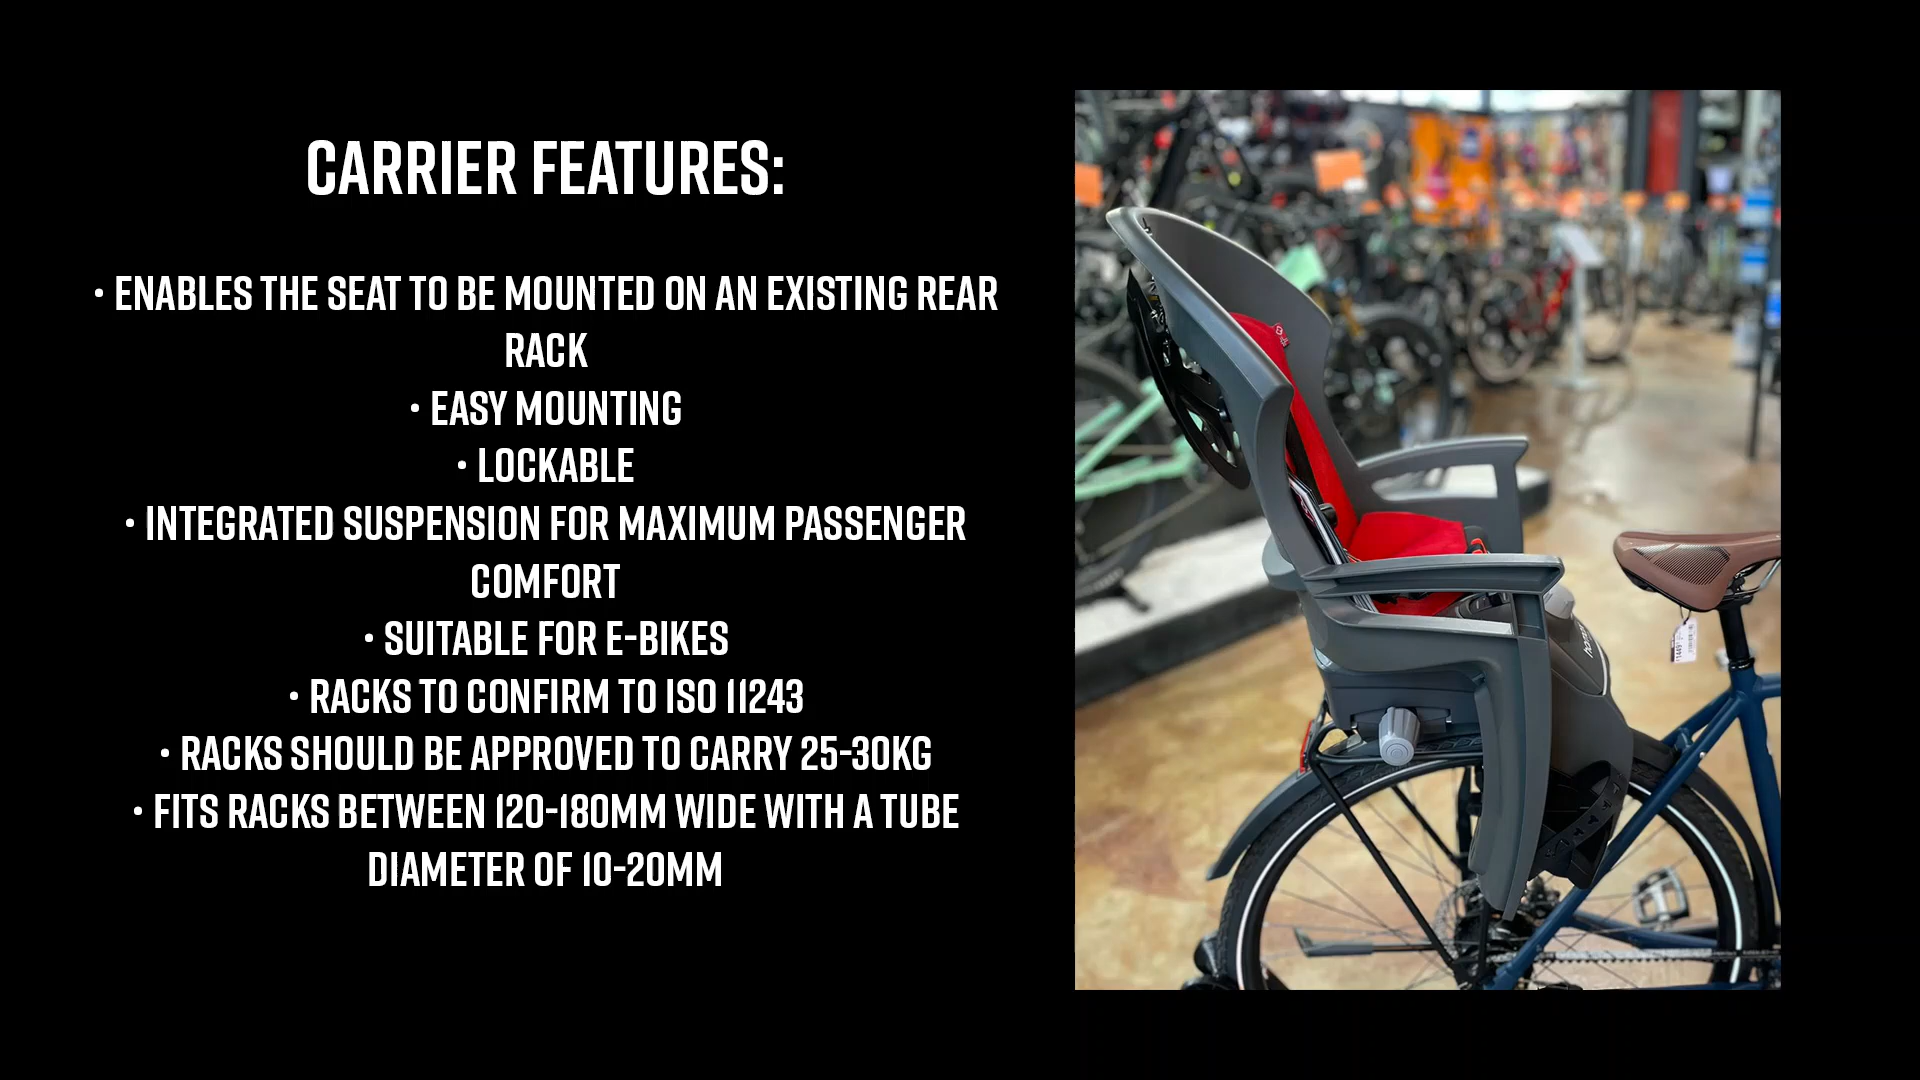 CARRIER FEATURES:
• ENABLES THE SEAT TO BE MOUNTED ON AN EXISTING REAR
RACK
• EASY MOUNTING
• LOCKABLE
• INTEGRATED SUSPENSION FOR MAXIMUM PASSENGER
COMFORT
• SUITABLE FOR E-BIKES
• RACKS TO CONFIRM TO ISO 11243
• RACKS SHOULD BE APPROVED TO CARRY 25-30KG
• FITS RACKS BETWEEN 120-180MM WIDE WITH A TUBE
DIAMETER OF 10-20MM